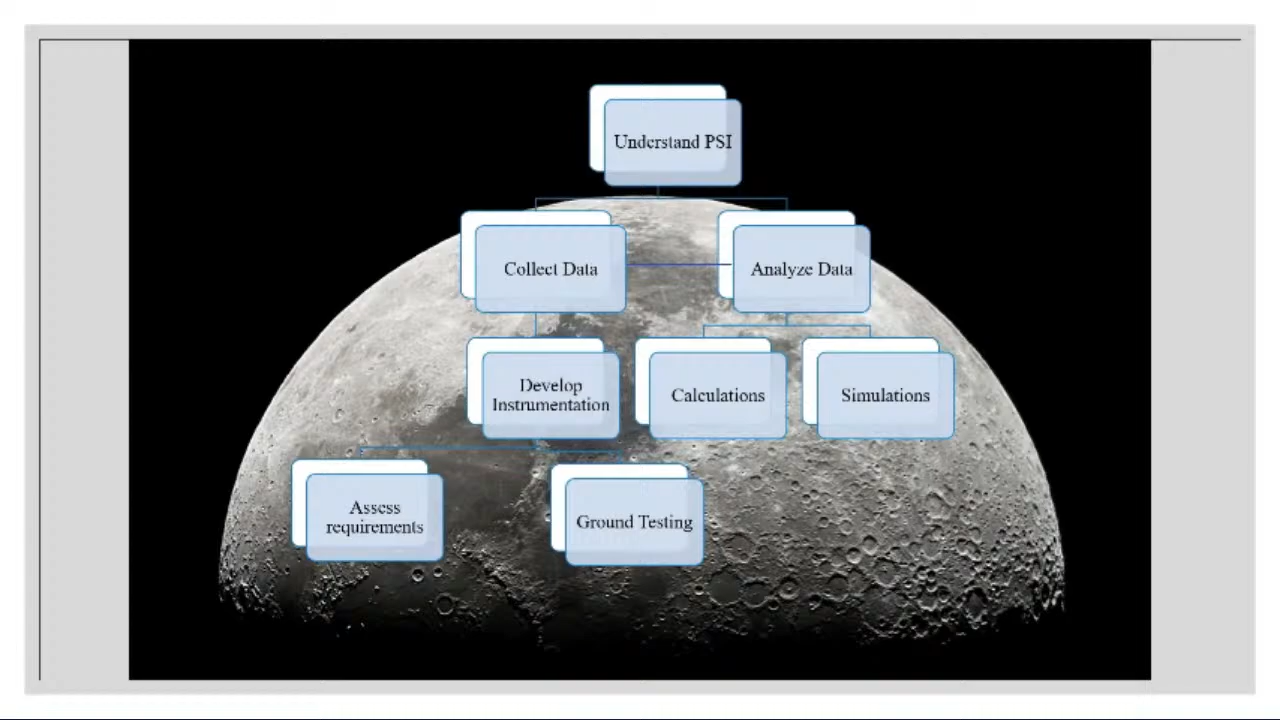 Understand PSI
Collect Data
Analyze Data
Develop
Instrumentation
Calculations
Simulations
Assess
requirements
Ground Testing